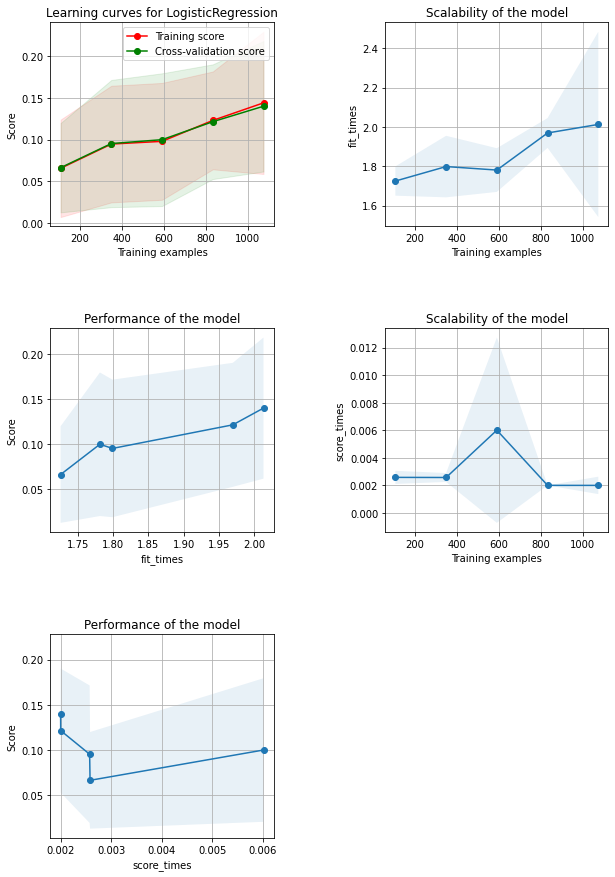 Learning curves for LogisticRegression
Training score
Cross-validation score
0.20
0.15
0.10
0.05
0.00
Score
200 400 600 800 1000
Training examples
Scalability of the model
2.4
2.2
2.0
1.8
1.6
fit_times
200 400 600 800 1000
Training examples
Performance of the model
0.20
0.15
0.10
0.05
Score
1.75 1.80 1.85 1.90 1.95 2.00
fit_times
Scalability of the model
0.012
0.010
0.008
0.006
0.004
0.002
0.000
score_times
200 400 600 800 1000
Training examples
Performance of the model
0.20
0.15
0.10
0.05
Score
0.002 0.003 0.004 0.005 0.006
score_times